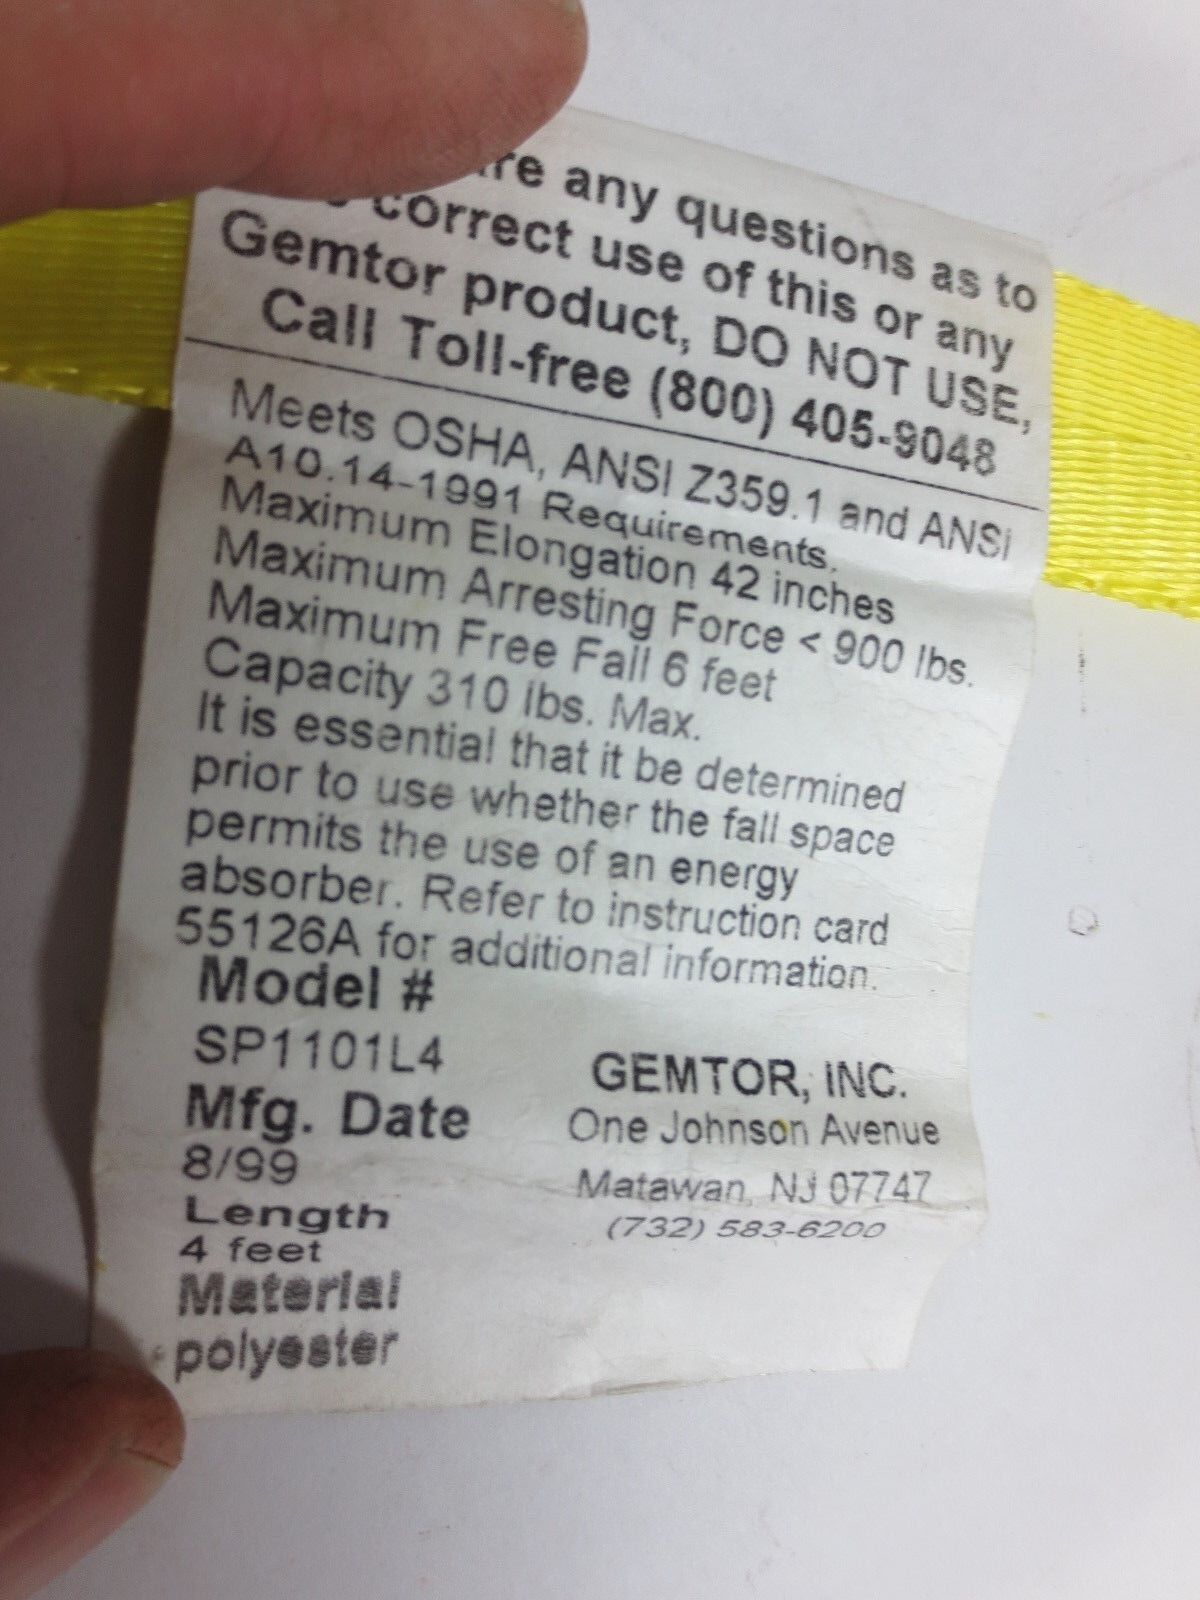 any questions as to
correct use of this or any
Gemtor product, DO NOT USE,
Call Toll-free (800) 405-9048
Meets OSHA, ANSI Z359.1 and ANSI
A10.14-1991 Requirements.
Maximum Elongation 42 inches
Maximum Arresting Force < 900 lbs.
Maximum Free Fall 6 feet
Capacity 310 lbs. Max.
It is essential that it be determined
prior to use whether the fall space
permits the use of an energy
absorber. Refer to instruction card
55126A for additional information.
Model #
SP1101L4
Mfg. Date
8/99
Length
4 feet
Material
polyester
GEMTOR, INC.
One Johnson Avenue
Matawan, NJ 07747
(732) 583-6200